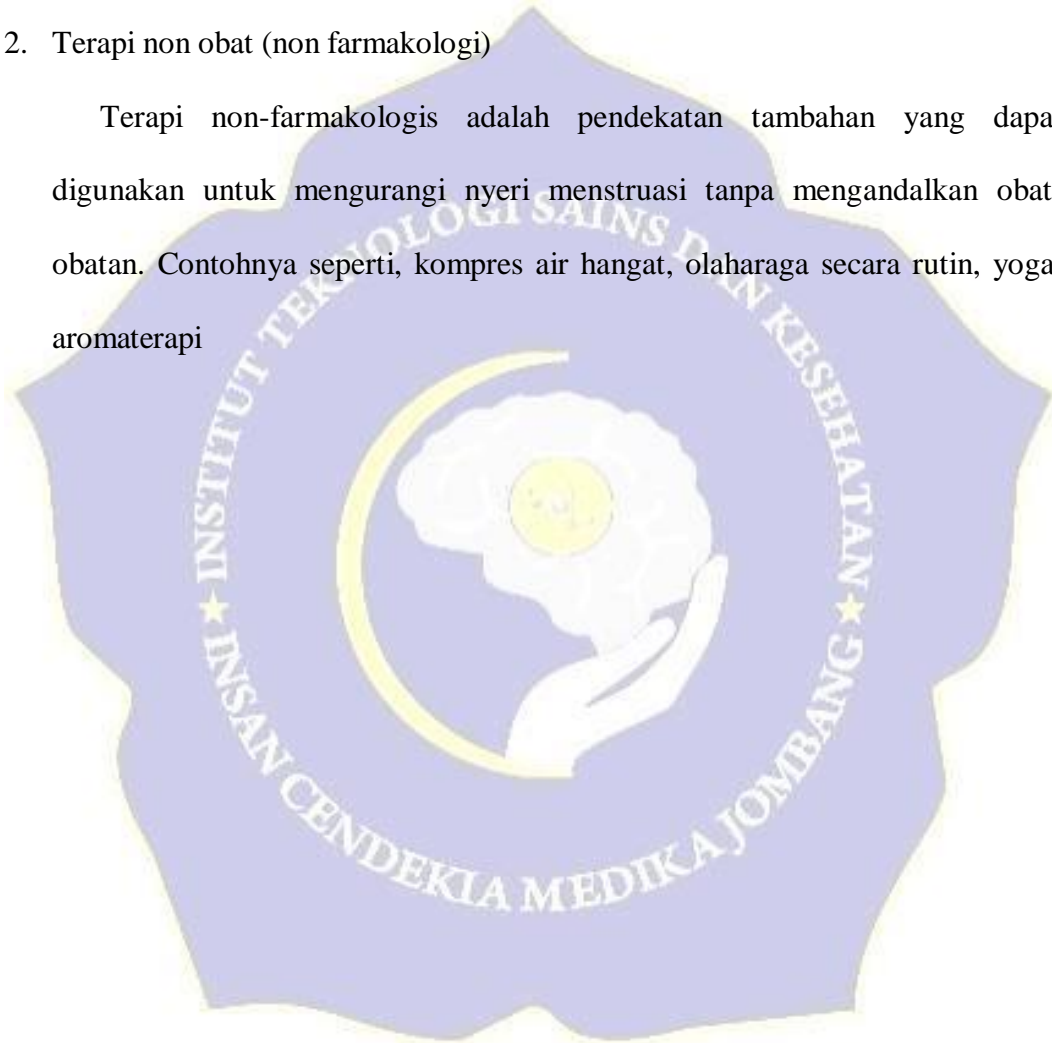 2. Terapi non obat (non farmakologi)
Terapi non-farmakologis adalah pendekatan tambahan yang dapa
digunakan untuk mengurangi nyeri menstruasi tanpa mengandalkan obat
obatan. Contohnya seperti, kompres air hangat, olaharaga secara rutin, yoga
aromaterapi
INSTITUT TEKNOLOGI SAINS DAN KESEHATAN
INSAN CENDEKIA MEDIKA JOMBANG